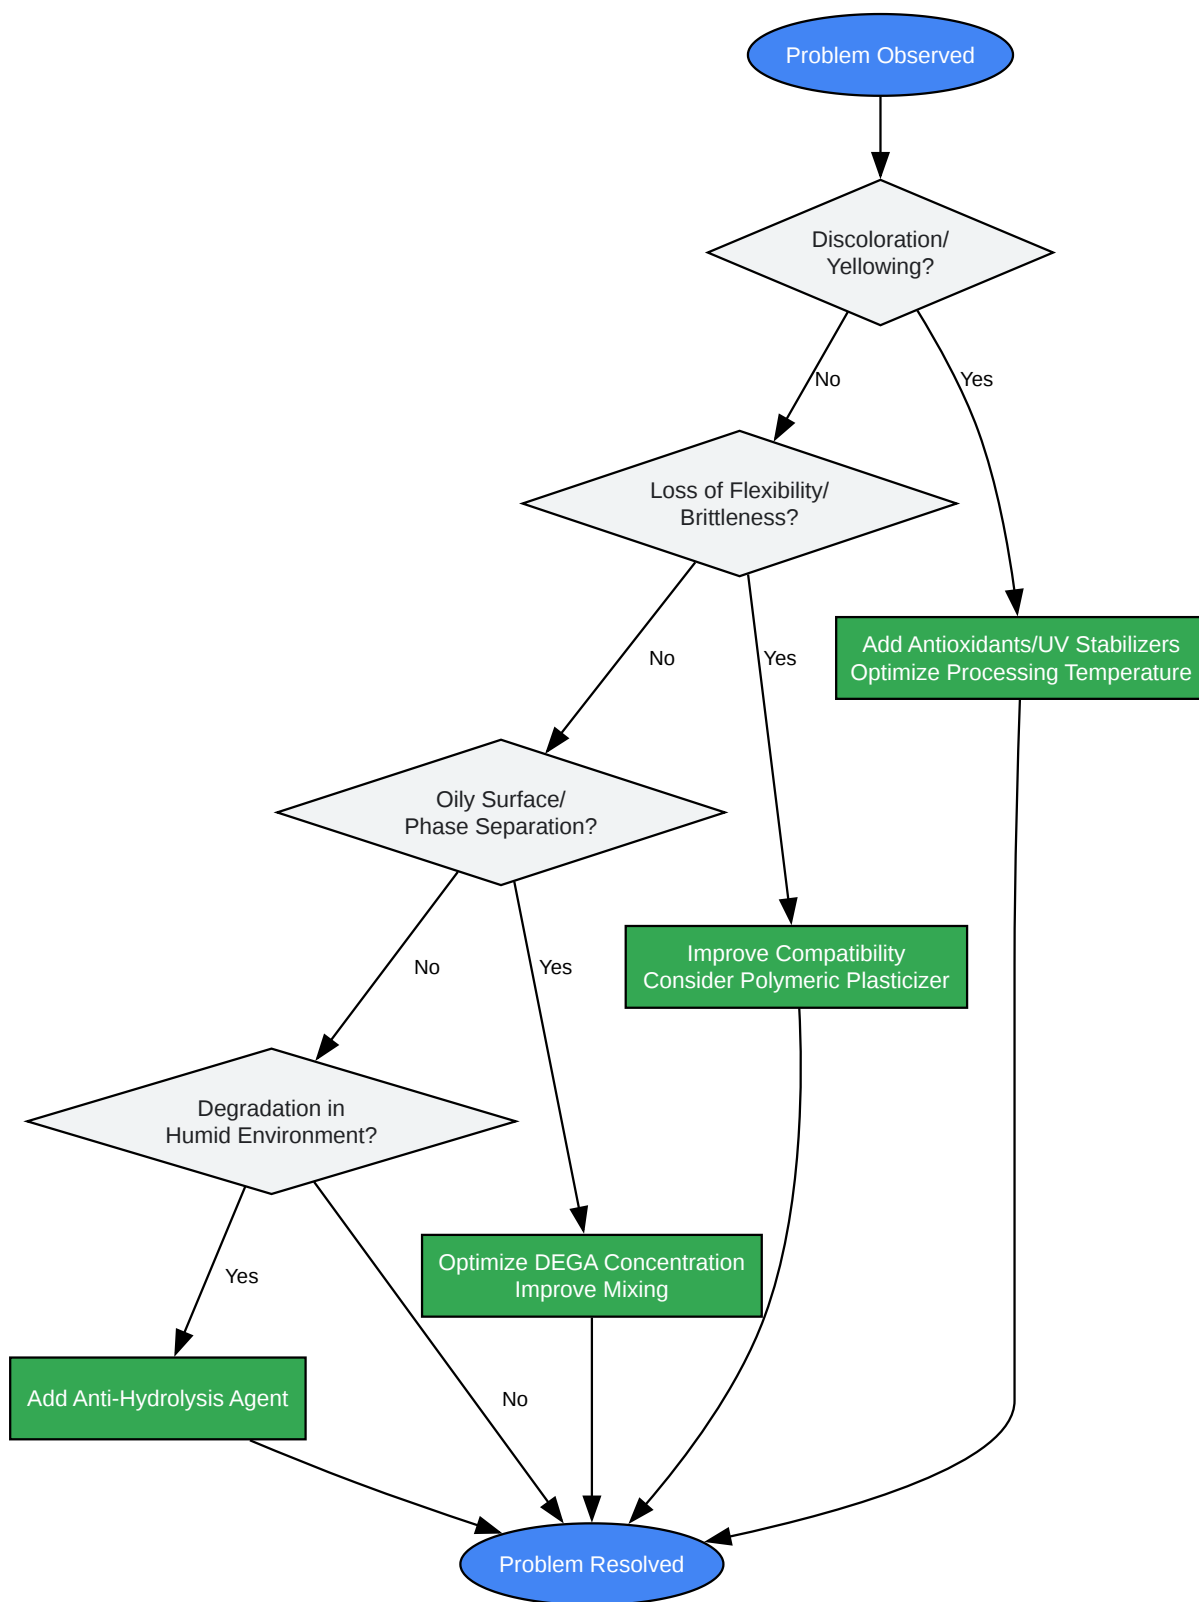 Problem Observed
Discoloration/
Yellowing?
No
Yes
Loss of Flexibility/
Brittleness?
Add Antioxidants/UV Stabilizers
Optimize Processing Temperature
No
Yes
Oily Surface/
Phase Separation?
Improve Compatibility
Consider Polymeric Plasticizer
No
Yes
Degradation in
Humid Environment?
Optimize DEGA Concentration
Improve Mixing
Yes
Add Anti-Hydrolysis Agent
No
Problem Resolved